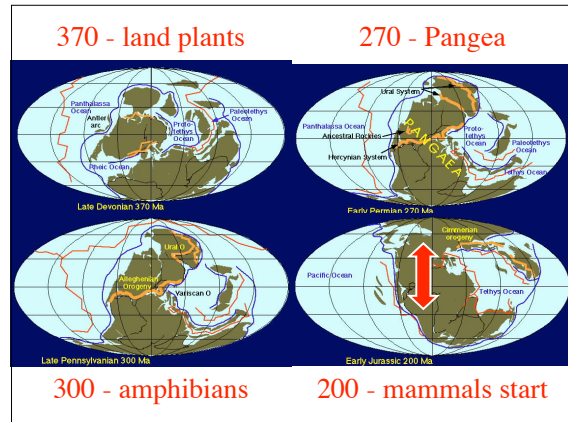 370 - land plants
270 - Pangea
Panthalassa
Ocean
Antler
arc
Proto-
tethys
Ocean
Paleotethys
Ocean
Rheic Ocean
Late Devonian 370 Ma
Ural System
Panthalassa Ocean
Ancestral Rockies
Hercynian System
PANGAEA
Proto-
tethys
Ocean
Paleotethys
Ocean
Tethys Ocean
Early Permian 270 Ma
Ural O
Alleghenian
Orogeny
Variscan O
Late Pennsylvanian 300 Ma
Cimmerian
orogeny
Pacific Ocean
Tethys Ocean
Early Jurassic 200 Ma
300 - amphibians
200 - mammals start